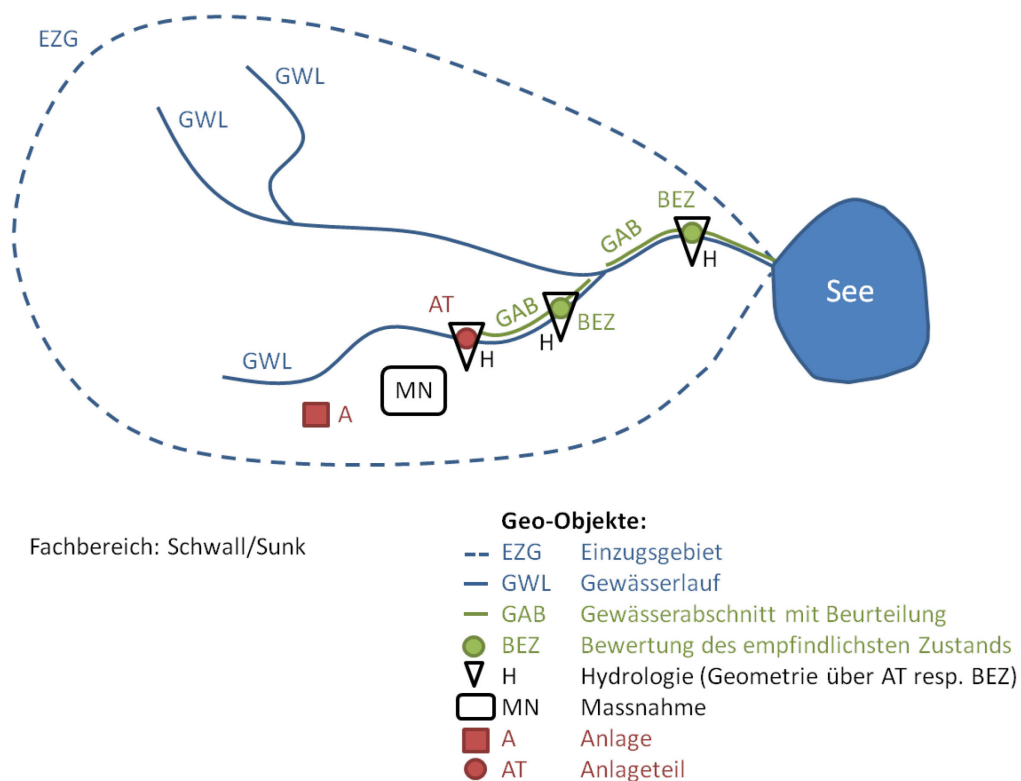 EZG
GWL
GWL
BEZ
GAB
H
See
AT
GAB
BEZ
H
H
GWL
MN
A
Geo-Objekte:
Fachbereich: Schwall/Sunk
EZG Einzugsgebiet
GWL Gewässerlauf
GAB Gewässerabschnitt mit Beurteilung
BEZ Bewertung des empfindlichsten Zustands
H Hydrologie (Geometrie über AT resp. BEZ)
MN Massnahme
A Anlage
AT Anlageteil